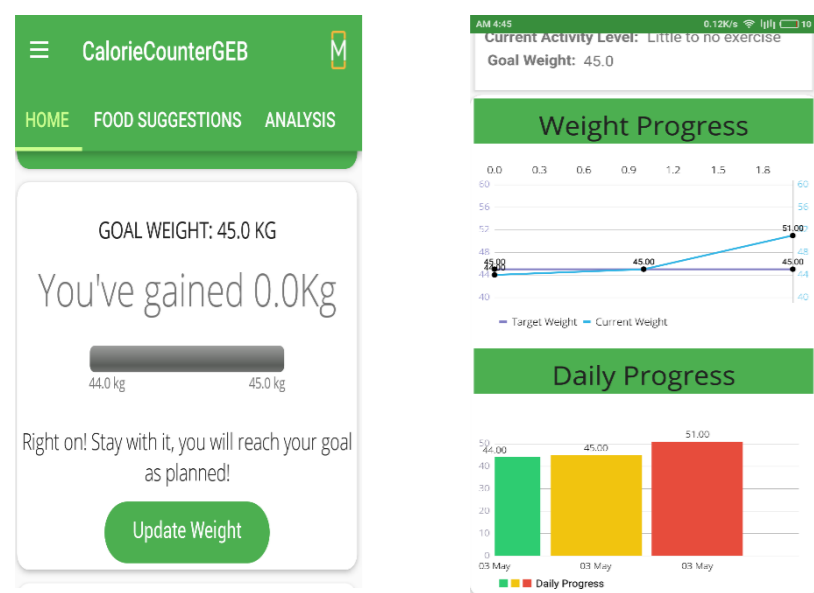 CalorieCounterGEB M
HOME FOOD SUGGESTIONS ANALYSIS
GOAL WEIGHT: 45.0 KG
You've gained 0.0Kg
44.0 kg 45.0 kg
Right on! Stay with it, you will reach your goal
as planned!
Update Weight
AM 4:45 0.12K/s 10
Current Activity Level: Little to no exercise
Goal Weight: 45.0
Weight Progress
0.0 0.3 0.6 0.9 1.2 1.5 1.8
60 60
56 56
52 51.00
48 48
45.00 45.00 45.00
44.00 44
40 40
Target Weight Current Weight
Daily Progress
50 51.00
44.00 45.00
40
30
20
10
0
03 May 03 May 03 May
Daily Progress